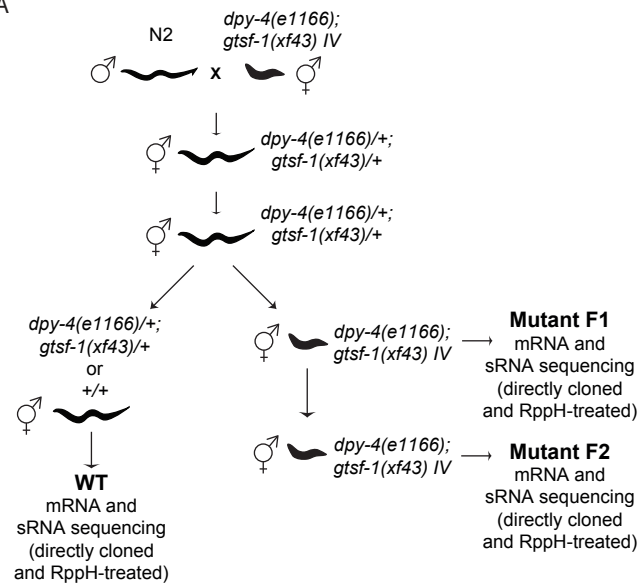 A
N2
dpy-4(e1166);
gtsf-1(xf43) IV
x
dpy-4(e1166)/+;
gtsf-1(xf43)/+
dpy-4(e1166)/+;
gtsf-1(xf43)/+
dpy-4(e1166)/+;
gtsf-1(xf43)/+
or
+/+
WT
mRNA and
sRNA sequencing
(directly cloned
and RppH-treated)
dpy-4(e1166);
gtsf-1(xf43) IV
Mutant F1
mRNA and
sRNA sequencing
(directly cloned
and RppH-treated)
dpy-4(e1166);
gtsf-1(xf43) IV
Mutant F2
mRNA and
sRNA sequencing
(directly cloned
and RppH-treated)